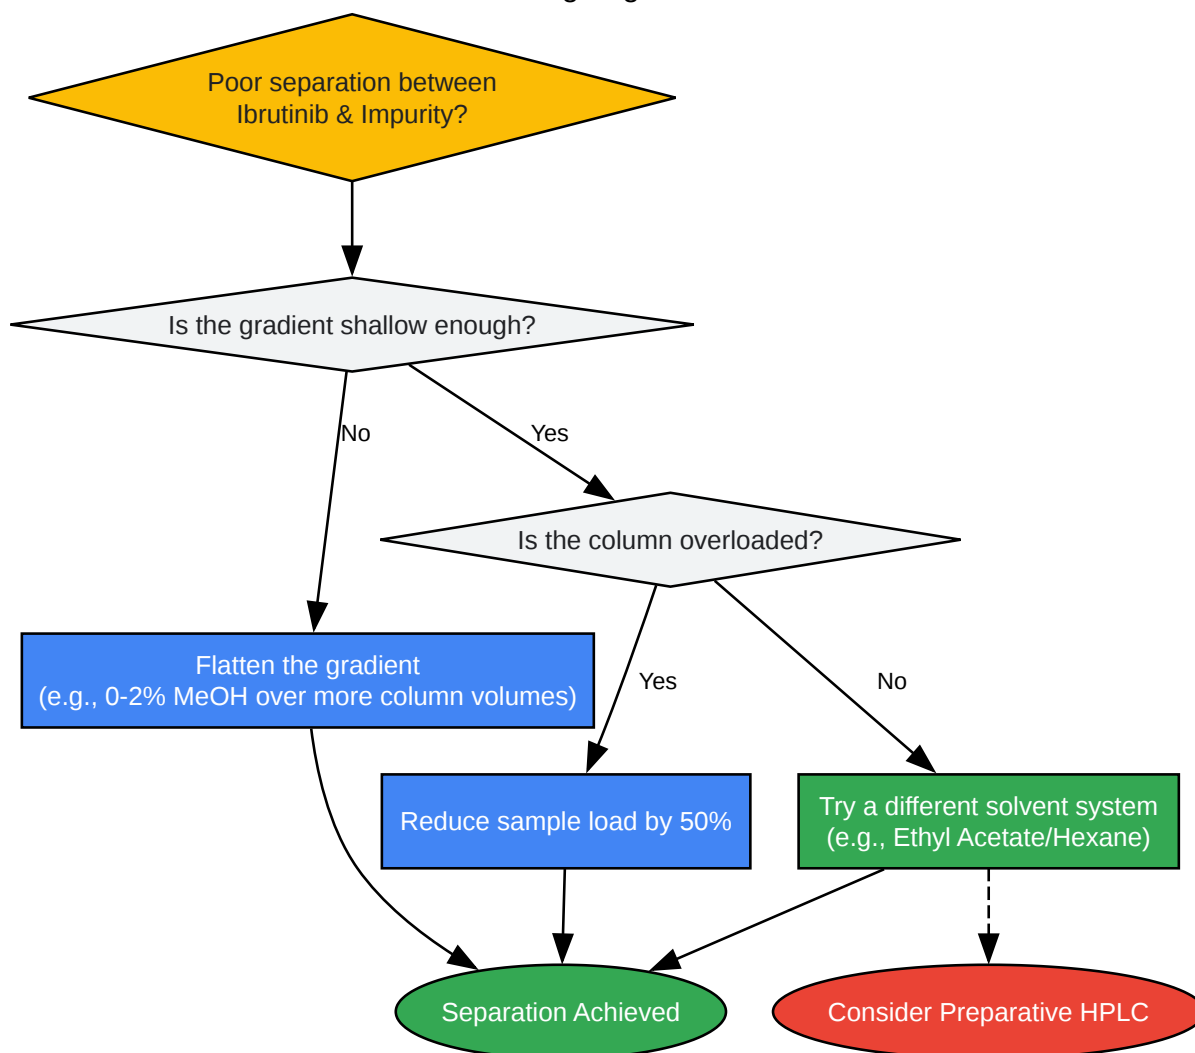 Poor separation between
Ibrutinib & Impurity?
Is the gradient shallow enough?
No
Yes
Is the column overloaded?
Flatten the gradient
(e.g., 0-2% MeOH over more column volumes)
Yes
No
Reduce sample load by 50%
Try a different solvent system
(e.g., Ethyl Acetate/Hexane)
Separation Achieved
Consider Preparative HPLC